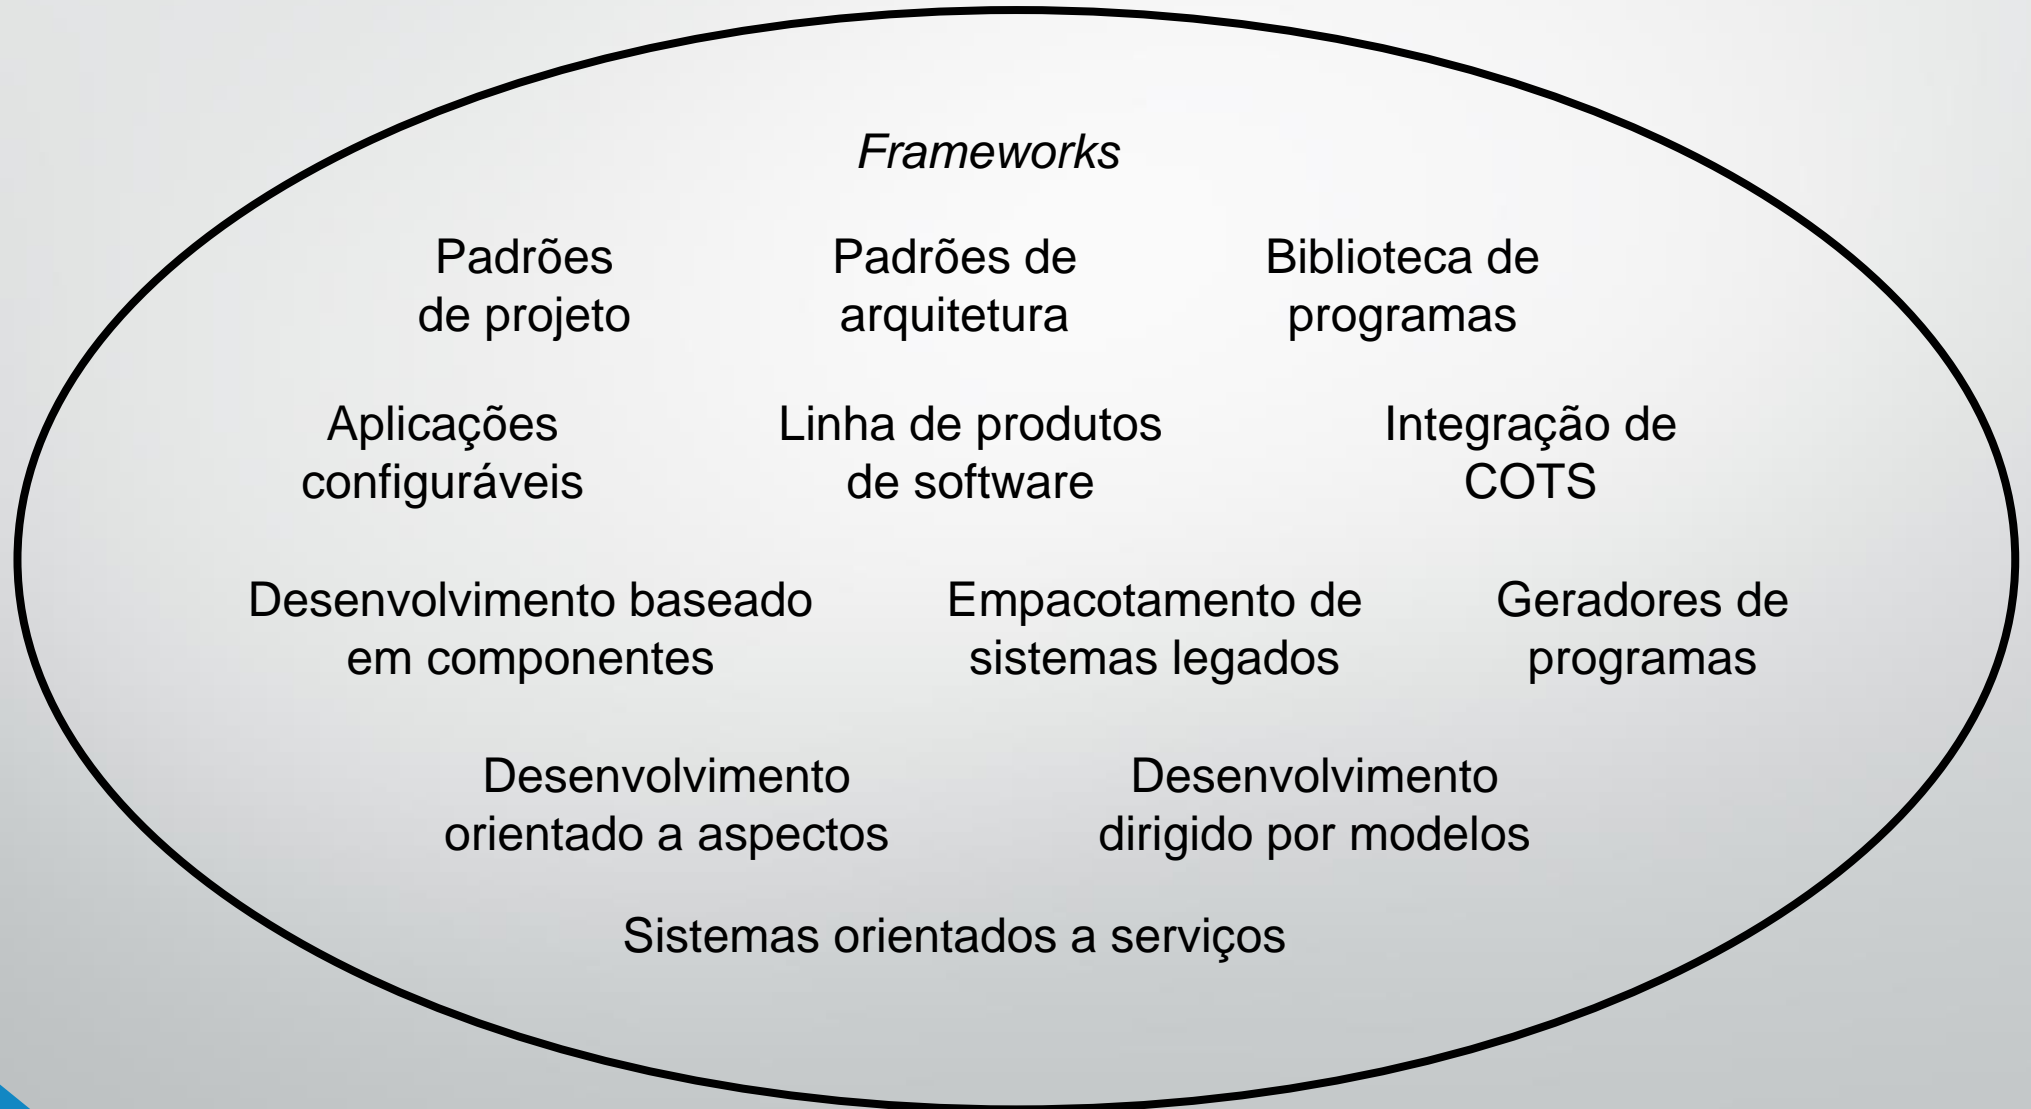 Frameworks
Padrões
de projeto
Padrões de
arquitetura
Biblioteca de
programas
Aplicações
configuráveis
Linha de produtos
de software
Integração de
COTS
Desenvolvimento baseado
em componentes
Empacotamento de
sistemas legados
Geradores de
programas
Desenvolvimento
orientado a aspectos
Desenvolvimento
dirigido por modelos
Sistemas orientados a serviços